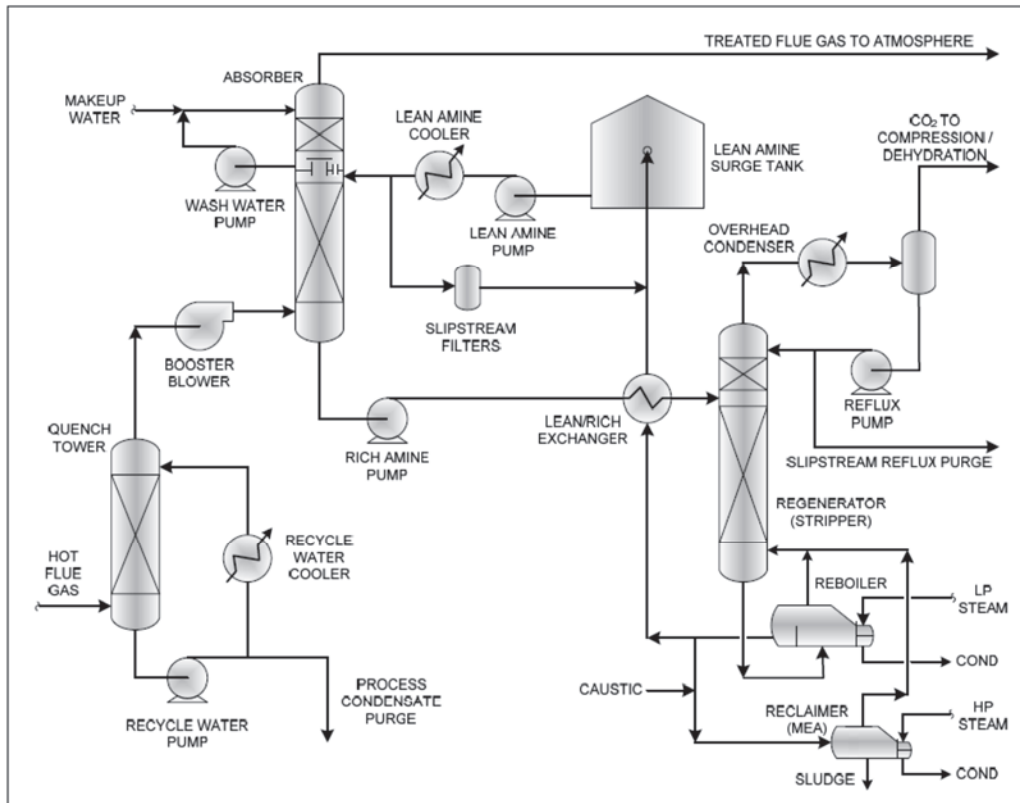 TREATED FLUE GAS TO ATMOSPHERE
ABSORBER
MAKEUP
WATER
LEAN AMINE
COOLER
LEAN AMINE
SURGE TANK
CO₂ TO
COMPRESSION /
DEHYDRATION
WASH WATER
PUMP
LEAN AMINE
PUMP
OVERHEAD
CONDENSER
SLIPSTREAM
FILTERS
BOOSTER
BLOWER
REFLUX
PUMP
LEAN/RICH
EXCHANGER
QUENCH
TOWER
RICH AMINE
PUMP
SLIPSTREAM REFLUX PURGE
REGENERATOR
(STRIPPER)
HOT
FLUE
GAS
RECYCLE
WATER
COOLER
REBOILER
LP
STEAM
COND
PROCESS
CONDENSATE
PURGE
CAUSTIC
RECYCLE WATER
PUMP
RECLAIMER
(MEA)
HP
STEAM
COND
SLUDGE